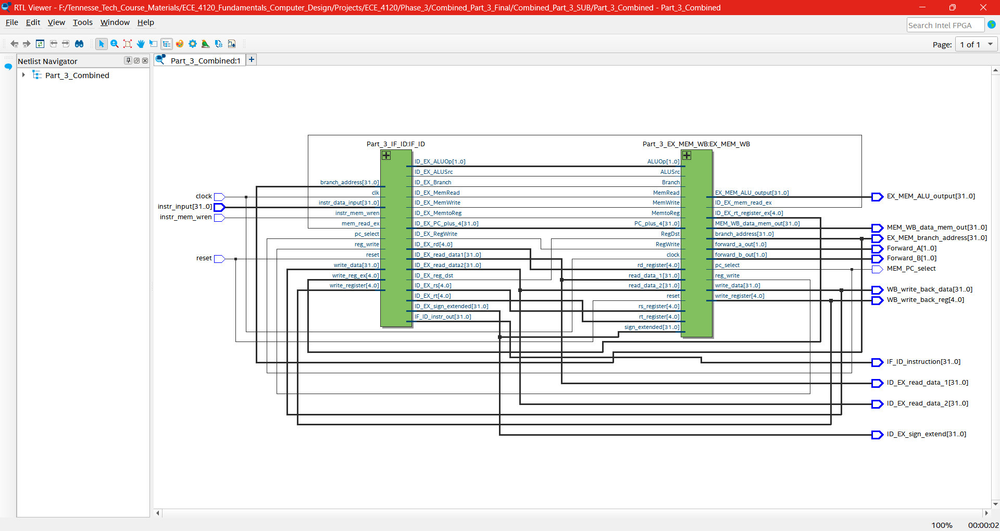 RTL Viewer - F:/Tennesse_Tech_Course_Materials/ECE_4120_Fundamentals_Computer_Design/Projects/ECE_4120/Phase_3/Combined_Part_3_Final/Combined_Part_3_SUB/Part_3_Combined - Part_3_Combined
File Edit View Tools Window Help
Search Intel FPGA
Page: 1 of 1
Netlist Navigator
Part_3_Combined:1
Part_3_Combined
Part_3_IF_ID:IF_ID
Part_3_EX_MEM_WB:EX_MEM_WB
clock
instr_input[31..0]
instr_mem_wren
reset
branch_address[31..0]
clk
instr_data_input[31..0]
instr_mem_wren
mem_read_ex
pc_select
reg_write
reset
write_data[31..0]
write_reg_ex[4..0]
write_register[4..0]
ID_EX_ALUOp[1..0]
ID_EX_ALUSrc
ID_EX_Branch
ID_EX_MemRead
ID_EX_MemWrite
ID_EX_MemtoReg
ID_EX_PC_plus_4[31..0]
ID_EX_RegWrite
ID_EX_rd[4..0]
ID_EX_read_data1[31..0]
ID_EX_read_data2[31..0]
ID_EX_reg_dst
ID_EX_rs[4..0]
ID_EX_rt[4..0]
ID_EX_sign_extended[31..0]
IF_ID_instr_out[31..0]
ALUOp[1..0]
ALUSrc
Branch
MemRead
MemWrite
MemtoReg
PC_plus_4[31..0]
RegDst
RegWrite
clock
rd_register[4..0]
read_data_1[31..0]
read_data_2[31..0]
reset
rs_register[4..0]
rt_register[4..0]
sign_extended[31..0]
EX_MEM_ALU_output[31..0]
ID_EX_mem_read_ex
ID_EX_rt_register_ex[4..0]
MEM_WB_data_mem_out[31..0]
branch_address[31..0]
forward_a_out[1..0]
forward_b_out[1..0]
pc_select
reg_write
write_data[31..0]
write_register[4..0]
EX_MEM_ALU_output[31..0]
MEM_WB_data_mem_out[31..0]
EX_MEM_branch_address[31..0]
Forward_A[1..0]
Forward_B[1..0]
MEM_PC_select
WB_write_back_data[31..0]
WB_write_back_reg[4..0]
IF_ID_instruction[31..0]
ID_EX_read_data_1[31..0]
ID_EX_read_data_2[31..0]
ID_EX_sign_extend[31..0]
100% 00:00:02